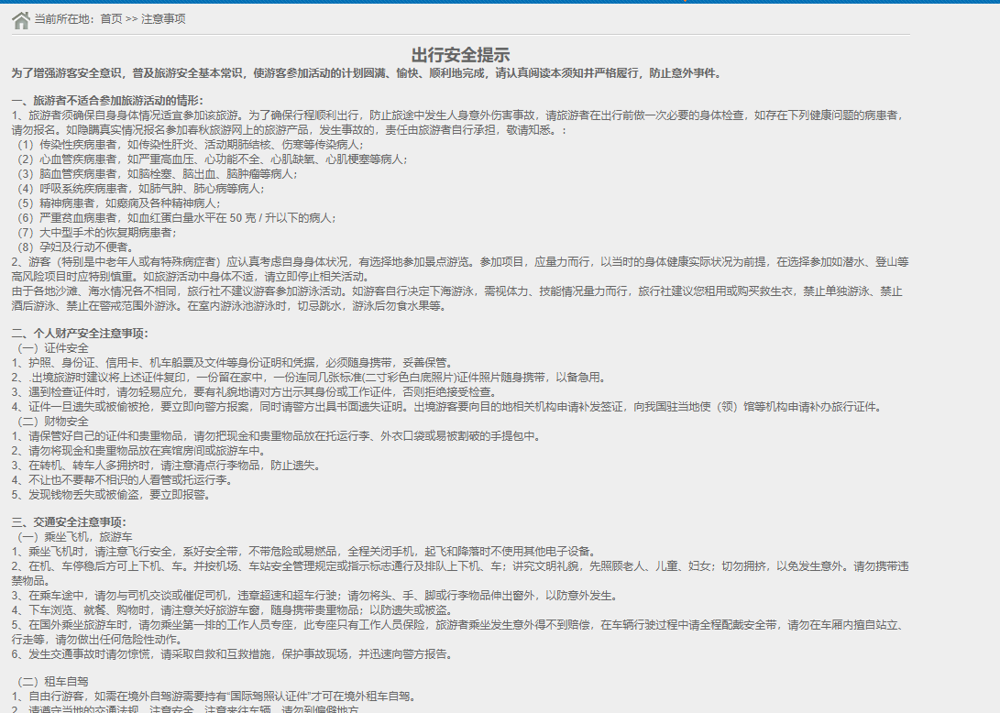 当前所在地：首页 >> 注意事项
出行安全提示
为了增强游客安全意识，普及旅游安全基本常识，使游客参加活动的计划圆满、愉快、顺利地完成，请认真阅读本须知并严格履行，防止意外事件。
一、旅游者不适合参加旅游活动的情形：
1、旅游者须确保自身身体情况适宜参加该旅游。为了确保行程顺利出行，防止旅途中发生人身意外伤害事故，请旅游者在出行前做一次必要的身体检查，如存在下列健康问题的病患者，
请勿报名。如隐瞒真实情况报名参加春秋旅游网上的旅游产品，发生事故的，责任由旅游者自行承担，敬请知悉。：
（1）传染性疾病患者，如传染性肝炎、活动期肺结核、伤寒等传染病人；
（2）心血管疾病患者，如严重高血压、心功能不全、心肌缺氧、心肌梗塞等病人；
（3）脑血管疾病患者，如脑栓塞、脑出血、脑肿瘤等病人；
（4）呼吸系统疾病患者，如肺气肿、肺心病等病人；
（5）精神病患者，如癫痫及各种精神病人；
（6）严重贫血病患者，如血红蛋白量水平在 50 克 / 升以下的病人；
（7）大中型手术的恢复期病患者；
（8）孕妇及行动不便者。
2、游客（特别是中老年人或有特殊病症者）应认真考虑自身身体状况，有选择地参加景点游览。参加项目，应量力而行，以当时的身体健康实际状况为前提，在选择参加如潜水、登山等
高风险项目时应特别慎重。如旅游活动中身体不适，请立即停止相关活动。
由于各地沙滩、海水情况各不相同，旅行社不建议游客参加游泳活动。如游客自行决定下海游泳，需视体力、技能情况量力而行，旅行社建议您租用或购买救生衣，禁止单独游泳、禁止
酒后游泳、禁止在警戒范围外游泳。在室内游泳池游泳时，切忌跳水，游泳后勿食水果等。
二、个人财产安全注意事项：
（一）证件安全
1、护照、身份证、信用卡、机车船票及文件等身份证明和凭据，必须随身携带，妥善保管。
2、.出境旅游时建议将上述证件复印，一份留在家中，一份连同几张标准(二寸彩色白底照片)证件照片随身携带，以备急用。
3、遇到检查证件时，请勿轻易应允，要有礼貌地请对方出示其身份或工作证件，否则拒绝接受检查。
4、证件一旦遗失或被偷被抢，要立即向警方报案，同时请警方出具书面遗失证明。出境游客要向目的地相关机构申请补发签证，向我国驻当地使（领）馆等机构申请补办旅行证件。
（二）财物安全
1、请保管好自己的证件和贵重物品，请勿把现金和贵重物品放在托运行李、外衣口袋或易被割破的手提包中。
2、请勿将现金和贵重物品放在宾馆房间或旅游车中。
3、在转机、转车人多拥挤时，请注意清点行李物品，防止遗失。
4、不让也不要帮不相识的人看管或托运行李。
5、发现钱物丢失或被偷盗，要立即报警。
三、交通安全注意事项：
（一）乘坐飞机，旅游车
1、乘坐飞机时，请注意飞行安全，系好安全带，不带危险或易燃品，全程关闭手机，起飞和降落时不使用其他电子设备。
2、在机、车停稳后方可上下机、车。并按机场、车站安全管理规定或指示标志通行及排队上下机、车；讲究文明礼貌，先照顾老人、儿童、妇女；切勿拥挤，以免发生意外。请勿携带违
禁物品。
3、在乘车途中，请勿与司机交谈或催促司机，违章超速和超车行驶；请勿将头、手、脚或行李物品伸出窗外，以防意外发生。
4、下车浏览、就餐、购物时，请注意关好旅游车窗，随身携带贵重物品；以防遗失或被盗。
5、在国外乘坐旅游车时，请勿乘坐第一排的工作人员专座，此专座只有工作人员保险，旅游者乘坐发生意外得不到赔偿，在车辆行驶过程中请全程配戴安全带，请勿在车厢内擅自站立、
行走等，请勿做出任何危险性动作。
6、发生交通事故时请勿惊慌，请采取自救和互救措施，保护事故现场，并迅速向警方报告。
（二）租车自驾
1、自由行游客，如需在境外自驾游需要持有“国际驾照认证件”才可在境外租车自驾。
2、请遵守当地的交通法规，注意安全，注意来往车辆，请勿到偏僻地方